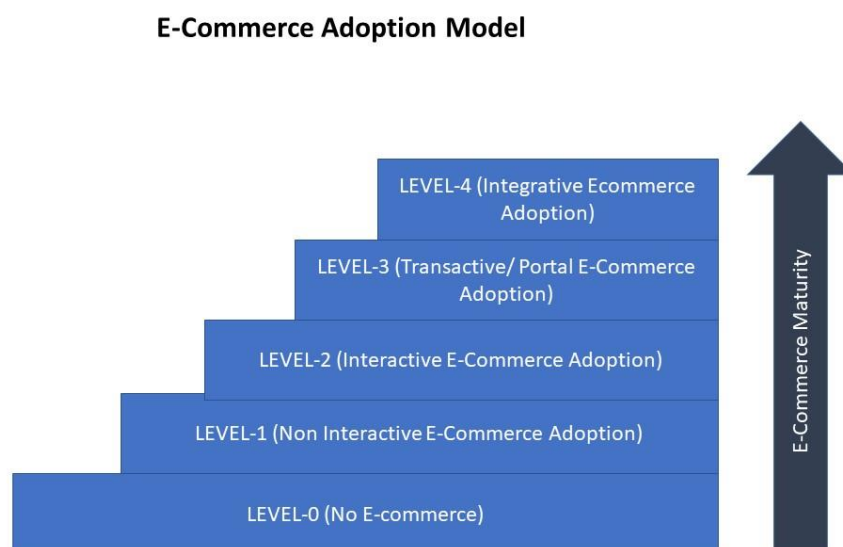 E-Commerce Adoption Model
LEVEL-4 (Integrative Ecommerce
Adoption)
LEVEL-3 (Transactive/ Portal E-Commerce
Adoption)
LEVEL-2 (Interactive E-Commerce Adoption)
LEVEL-1 (Non Interactive E-Commerce Adoption)
LEVEL-0 (No E-commerce)
E-Commerce Maturity